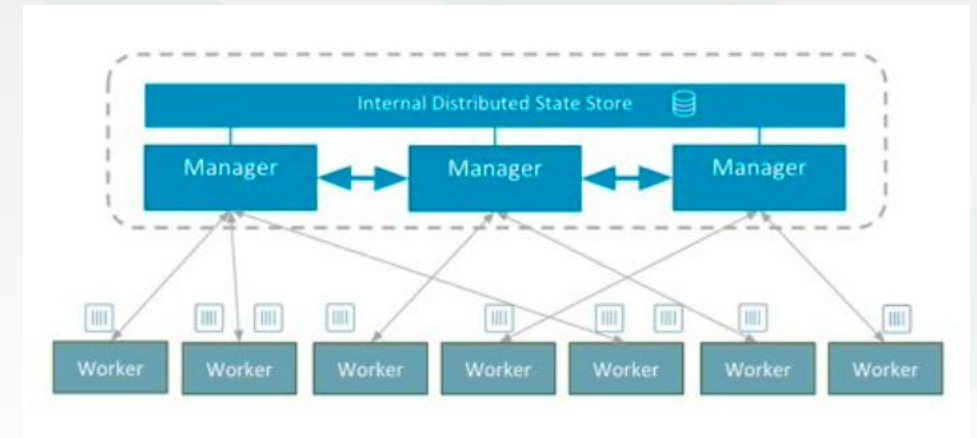 Internal Distributed State Store
Manager Manager Manager
Worker Worker Worker Worker Worker Worker Worker